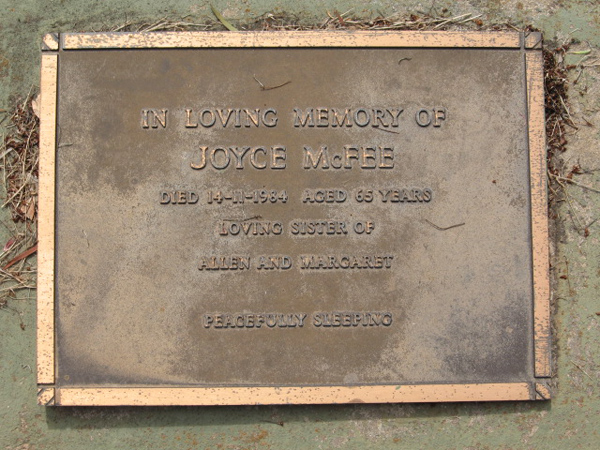 IN LOVING MEMORY OF
JOYCE McFEE
DIED 14-11-1984 AGED 65 YEARS
LOVING SISTER OF
ALLEN AND MARGARET
PEACEFULLY SLEEPING